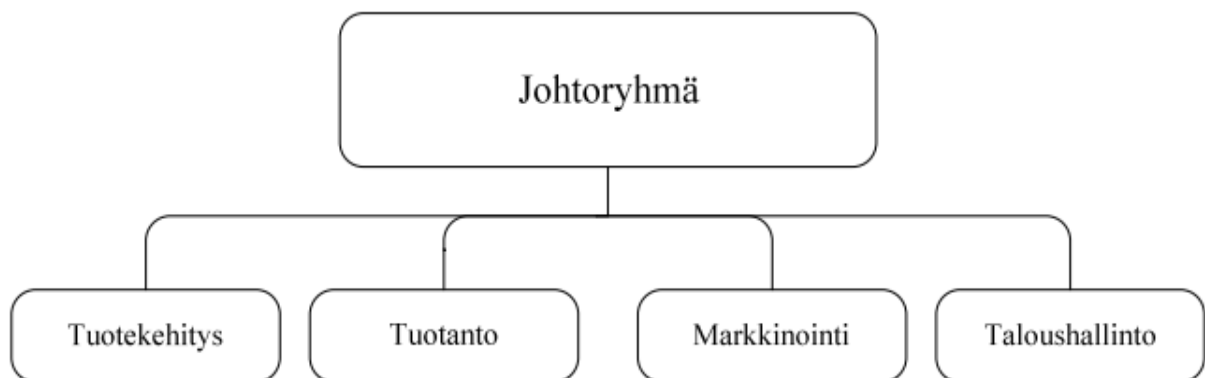 Johtoryhmä
Tuotekehitys
Tuotanto
Markkinointi
Taloushallinto